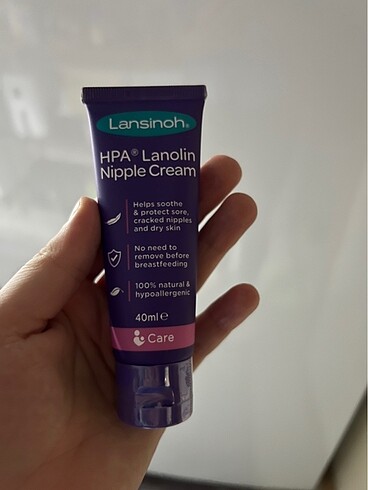 Lansinoh®
HPA® Lanolin
Nipple Cream
Helps soothe
& protect sore,
cracked nipples
and dry skin
No need to
remove before
breastfeeding
100% natural &
hypoallergenic
40ml ℮
Care